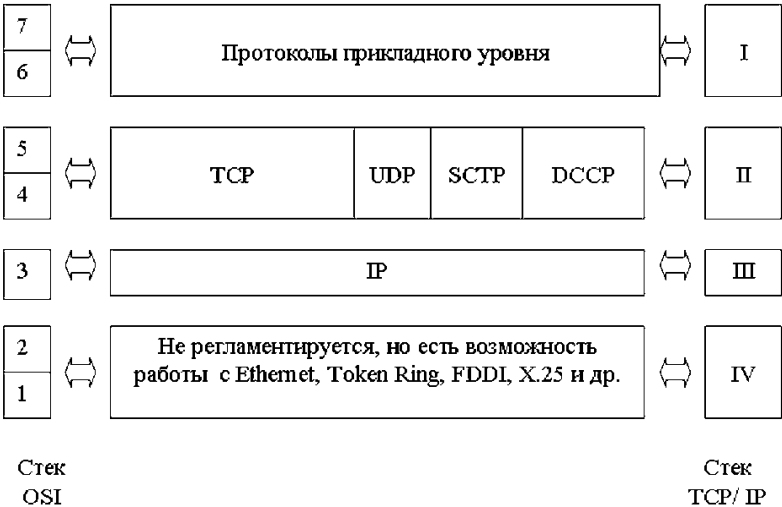 7
6
Протоколы прикладного уровня
I
5
4
TCP
UDP
SCTP
DCCP
II
3
IP
III
2
1
Не регламентируется, но есть возможность
работы с Ethernet, Token Ring, FDDI, X.25 и др.
IV
Стек
OSI
Стек
TCP/ IP